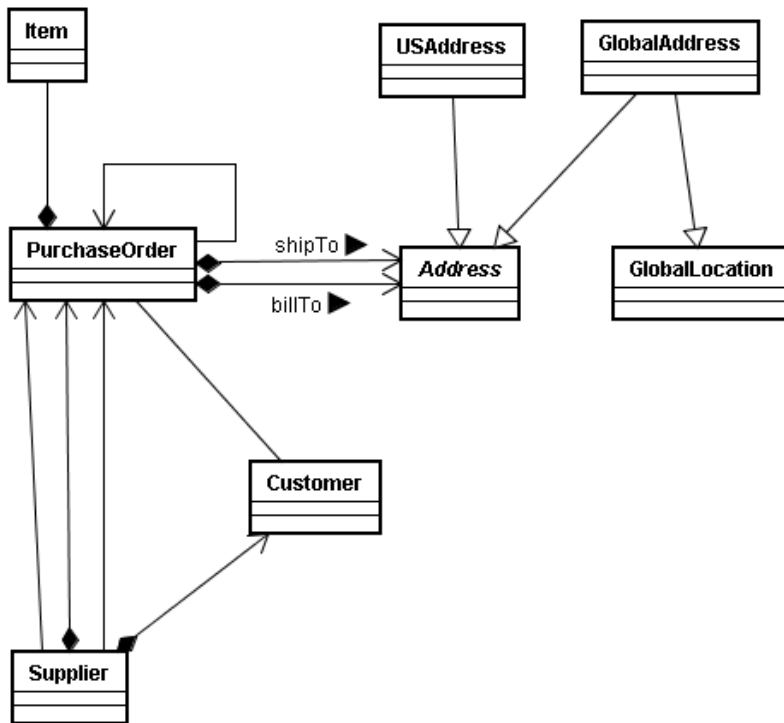 Item
USAddress
GlobalAddress
PurchaseOrder
shipTo
Address
GlobalLocation
billTo
Customer
Supplier